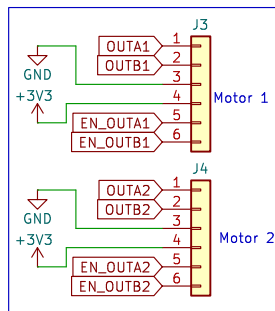 J3
OUTA1 1
OUTB1 2
GND 3
+3V3 4
Motor 1
EN_OUTA1 5
EN_OUTB1 6
J4
OUTA2 1
OUTB2 2
GND 3
+3V3 4
Motor 2
EN_OUTA2 5
EN_OUTB2 6